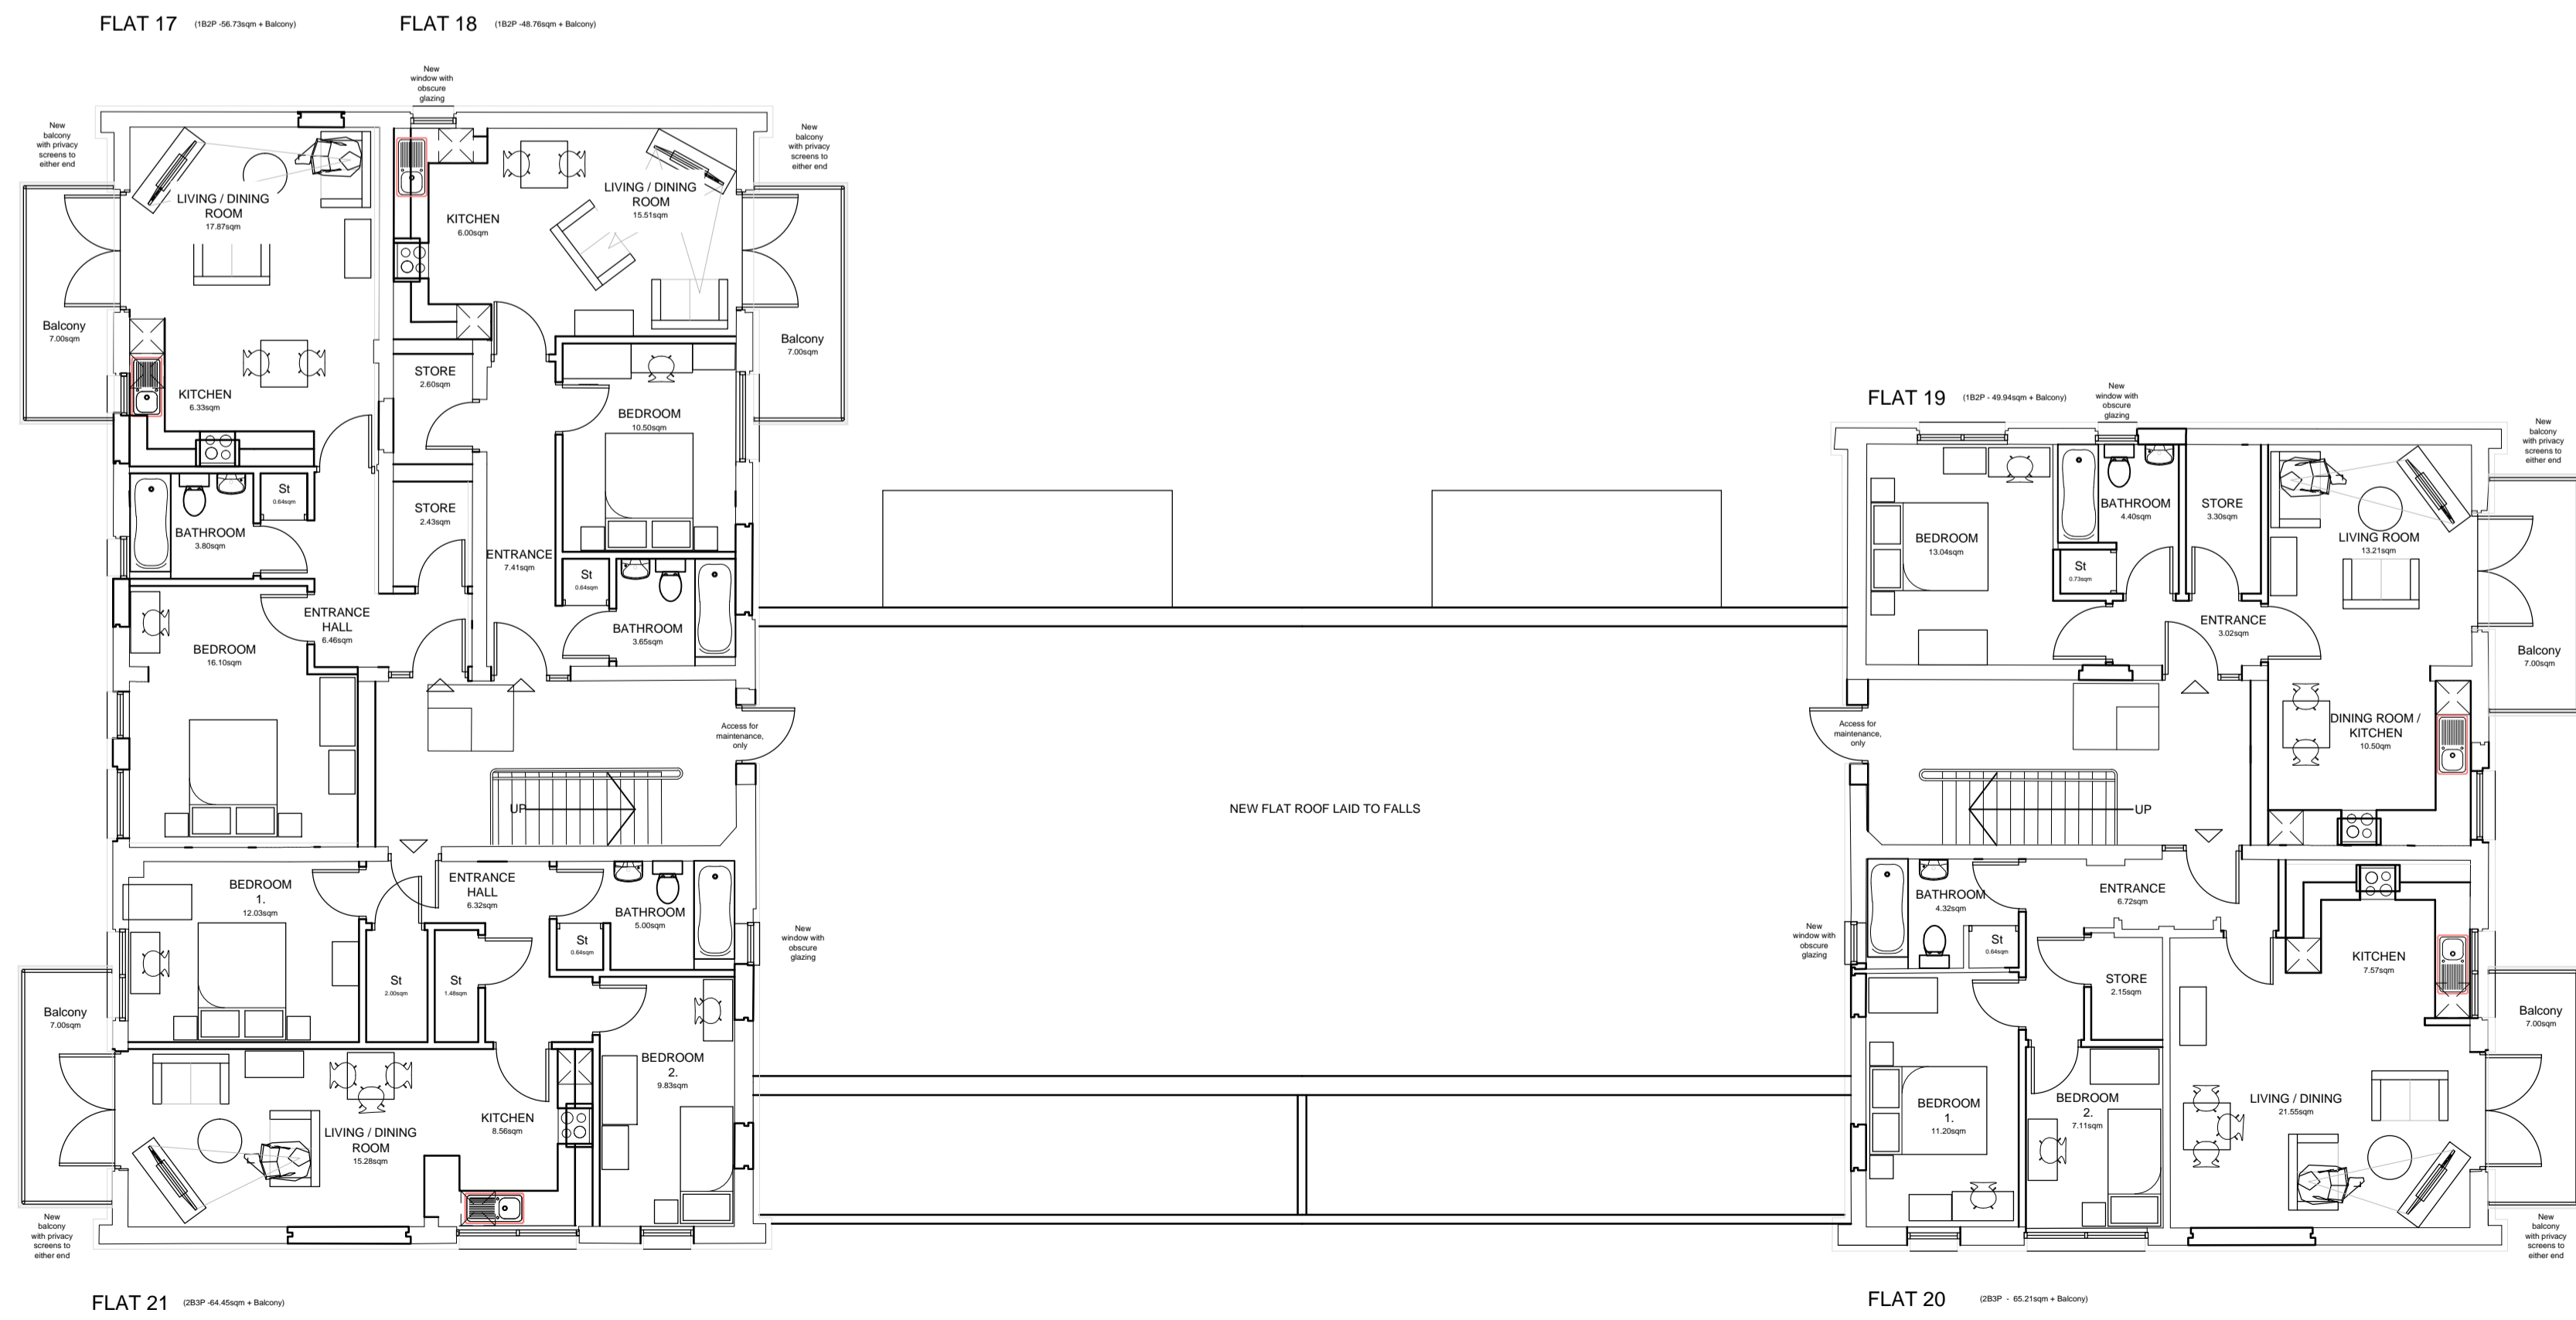 FLAT 17 (1B2P -56.73sqm + Balcony)
FLAT 18 (1B2P -48.76sqm + Balcony)
New
window with
obscure
glazing
New
balcony
with privacy
screens to
either end
New
balcony
with privacy
screens to
either end
LIVING / DINING
ROOM
17.87sqm
KITCHEN
6.00sqm
LIVING / DINING
ROOM
15.51sqm
Balcony
7.00sqm
Balcony
7.00sqm
KITCHEN
6.33sqm
STORE
2.60sqm
BEDROOM
10.50sqm
St
0.64sqm
BATHROOM
3.80sqm
STORE
2.43sqm
ENTRANCE
7.41sqm
St
0.64sqm
BATHROOM
3.65sqm
ENTRANCE
HALL
6.46sqm
BEDROOM
16.10sqm
Access for
maintenance,
only
UP
BEDROOM
1.
12.03sqm
ENTRANCE
HALL
6.32sqm
BATHROOM
5.00sqm
St
0.64sqm
New
window with
obscure
glazing
St
2.00sqm
St
1.48sqm
Balcony
7.00sqm
BEDROOM
2.
9.83sqm
KITCHEN
8.56sqm
LIVING / DINING
ROOM
15.28sqm
New
balcony
with privacy
screens to
either end
FLAT 21 (2B3P -64.45sqm + Balcony)
NEW FLAT ROOF LAID TO FALLS
FLAT 19 (1B2P - 49.94sqm + Balcony)
New
window with
obscure
glazing
New
balcony
with privacy
screens to
either end
BEDROOM
13.04sqm
BATHROOM
4.40sqm
STORE
3.30sqm
LIVING ROOM
13.21sqm
St
0.73sqm
ENTRANCE
3.02sqm
Balcony
7.00sqm
Access for
maintenance,
only
DINING ROOM /
KITCHEN
10.50qm
UP
BATHROOM
4.32sqm
ENTRANCE
6.72sqm
New
window with
obscure
glazing
St
0.64sqm
STORE
2.15sqm
KITCHEN
7.57sqm
Balcony
7.00sqm
BEDROOM
1.
11.20sqm
BEDROOM
2.
7.11sqm
LIVING / DINING
21.55sqm
New
balcony
with privacy
screens to
either end
FLAT 20 (2B3P - 65.21sqm + Balcony)